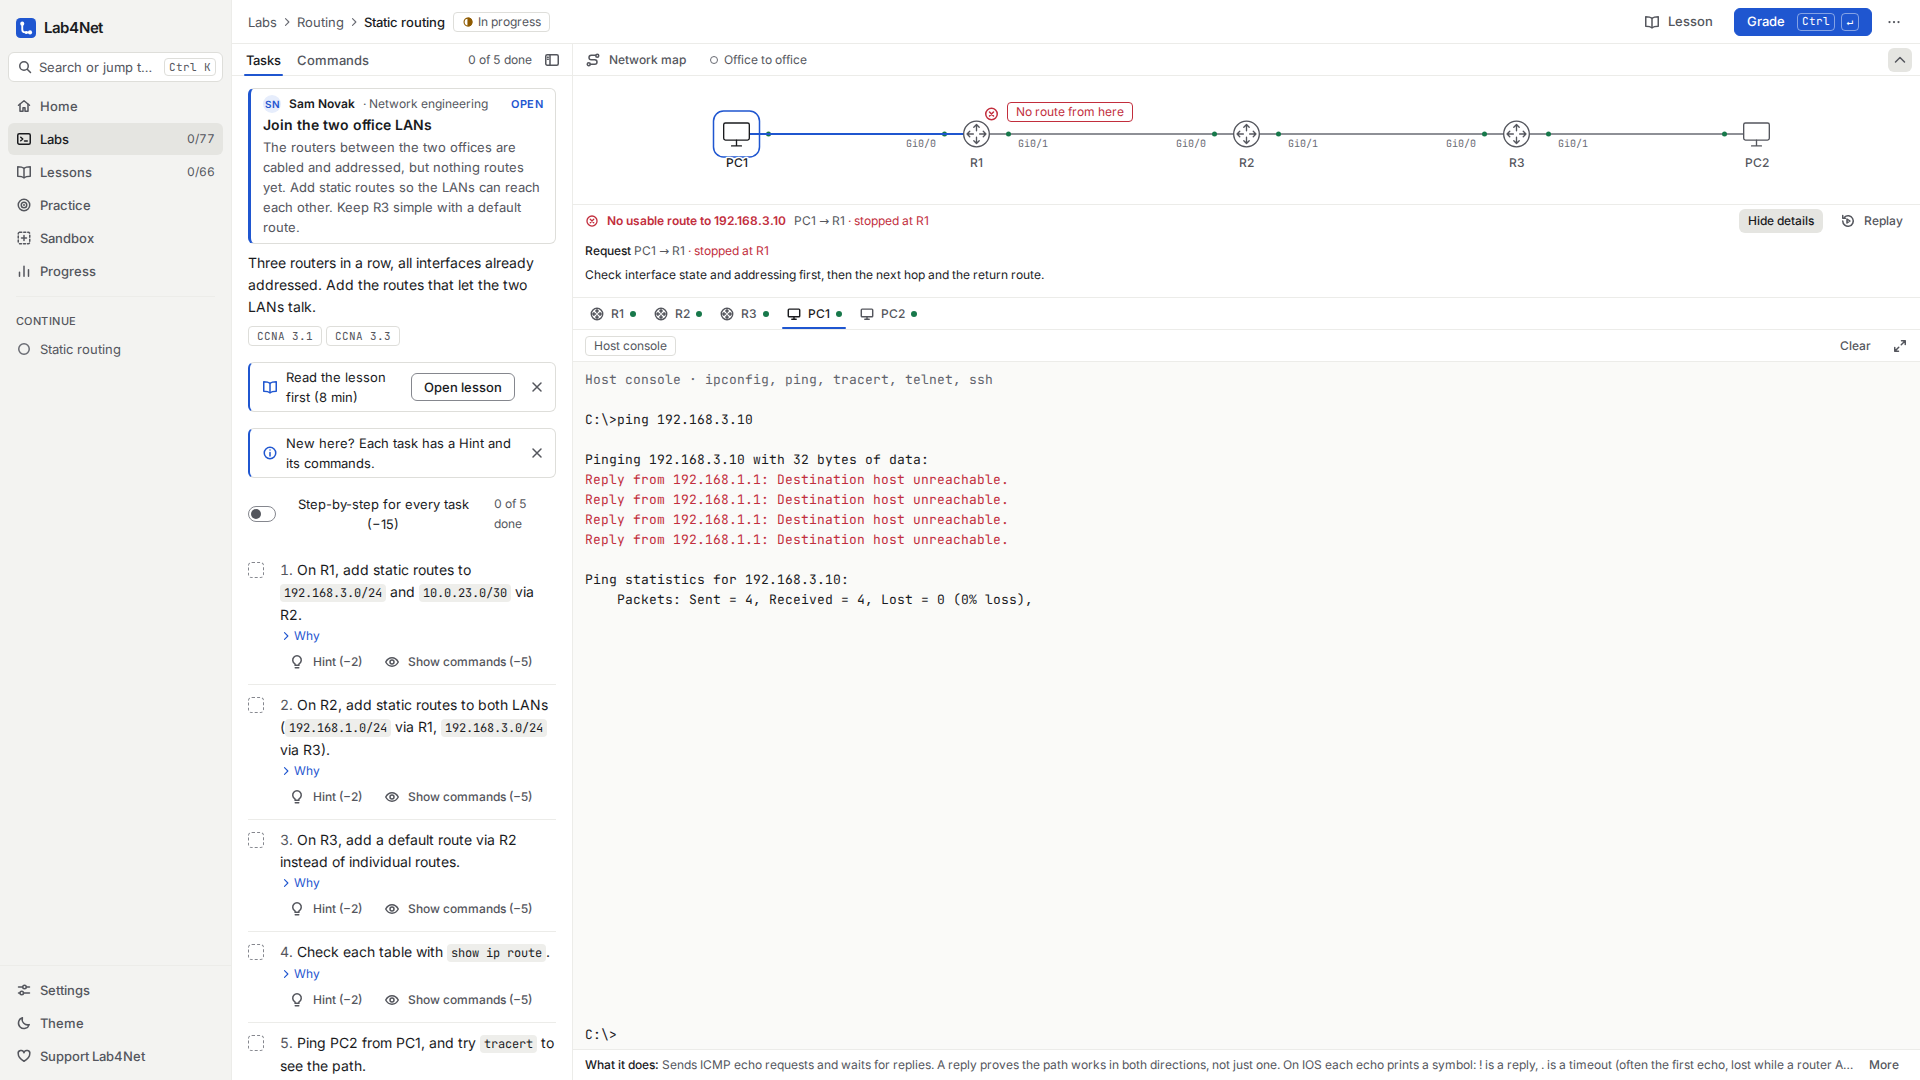 Lab4Net
Search or jump t... Ctrl K
Home
Labs 0/77
Lessons 0/66
Practice
Sandbox
Progress
CONTINUE
Static routing
Settings
Theme
Support Lab4Net
Labs > Routing > Static routing In progress
Lesson
Grade Ctrl ↵
Tasks Commands 0 of 5 done
SN Sam Novak · Network engineering OPEN
Join the two office LANs
The routers between the two offices are
cabled and addressed, but nothing routes
yet. Add static routes so the LANs can reach
each other. Keep R3 simple with a default
route.
Three routers in a row, all interfaces already
addressed. Add the routes that let the two
LANs talk.
CCNA 3.1 CCNA 3.3
Read the lesson
first (8 min)
Open lesson
New here? Each task has a Hint and
its commands.
Step-by-step for every task
(−15)
0 of 5
done
1. On R1, add static routes to
192.168.3.0/24 and 10.0.23.0/30 via
R2.
Why
Hint (−2) Show commands (−5)
2. On R2, add static routes to both LANs
(192.168.1.0/24 via R1, 192.168.3.0/24
via R3).
Why
Hint (−2) Show commands (−5)
3. On R3, add a default route via R2
instead of individual routes.
Why
Hint (−2) Show commands (−5)
4. Check each table with show ip route.
Why
Hint (−2) Show commands (−5)
5. Ping PC2 from PC1, and try tracert to
see the path.
Network map Office to office
No route from here
Gi0/0 Gi0/1 Gi0/0 Gi0/1 Gi0/0 Gi0/1
PC1 R1 R2 R3 PC2
No usable route to 192.168.3.10 PC1 → R1 · stopped at R1
Hide details Replay
Request PC1 → R1 · stopped at R1
Check interface state and addressing first, then the next hop and the return route.
R1 R2 R3 PC1 PC2
Host console Clear
Host console · ipconfig, ping, tracert, telnet, ssh
C:\>ping 192.168.3.10
Pinging 192.168.3.10 with 32 bytes of data:
Reply from 192.168.1.1: Destination host unreachable.
Reply from 192.168.1.1: Destination host unreachable.
Reply from 192.168.1.1: Destination host unreachable.
Reply from 192.168.1.1: Destination host unreachable.
Ping statistics for 192.168.3.10:
Packets: Sent = 4, Received = 4, Lost = 0 (0% loss),
C:\>
What it does: Sends ICMP echo requests and waits for replies. A reply proves the path works in both directions, not just one. On IOS each echo prints a symbol: ! is a reply, . is a timeout (often the first echo, lost while a router A... More